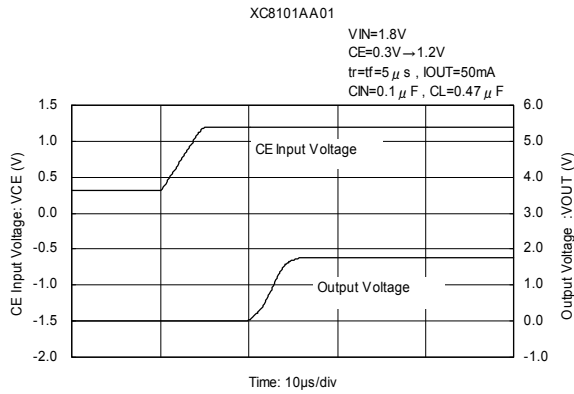 XC8101AA01
VIN=1.8V
CE=0.3V→1.2V
tr=tf=5μs , IOUT=50mA
CIN=0.1μF , CL=0.47μF
CE Input Voltage: VCE (V)
1.5
1.0
0.5
0.0
-0.5
-1.0
-1.5
-2.0
CE Input Voltage
Output Voltage
6.0
5.0
4.0
3.0
2.0
1.0
0.0
-1.0
Output Voltage :VOUT (V)
Time: 10μs/div